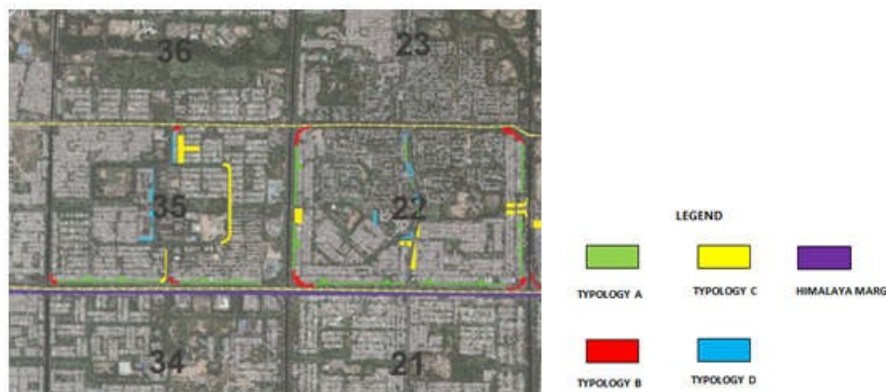 36
23
35
22
34
21
LEGEND
TYPOLOGY A
TYPOLOGY C
HIMALAYA MARG
TYPOLOGY B
TYPOLOGY D